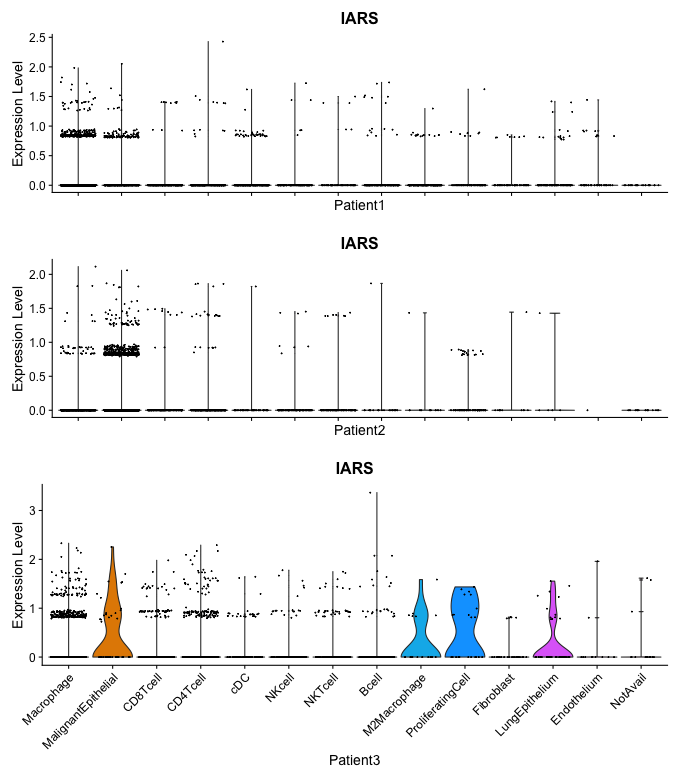 IARS
Expression Level
2.5
2.0
1.5
1.0
0.5
0.0
Patient1
IARS
Expression Level
2.0
1.5
1.0
0.5
0.0
Patient2
IARS
Expression Level
3
2
1
0
Macrophage
MalignantEpithelial
CD8Tcell
CD4Tcell
cDC
NKcell
NKTcell
Bcell
M2Macrophage
ProliferatingCell
Fibroblast
LungEpithelium
Endothelium
NotAvail
Patient3